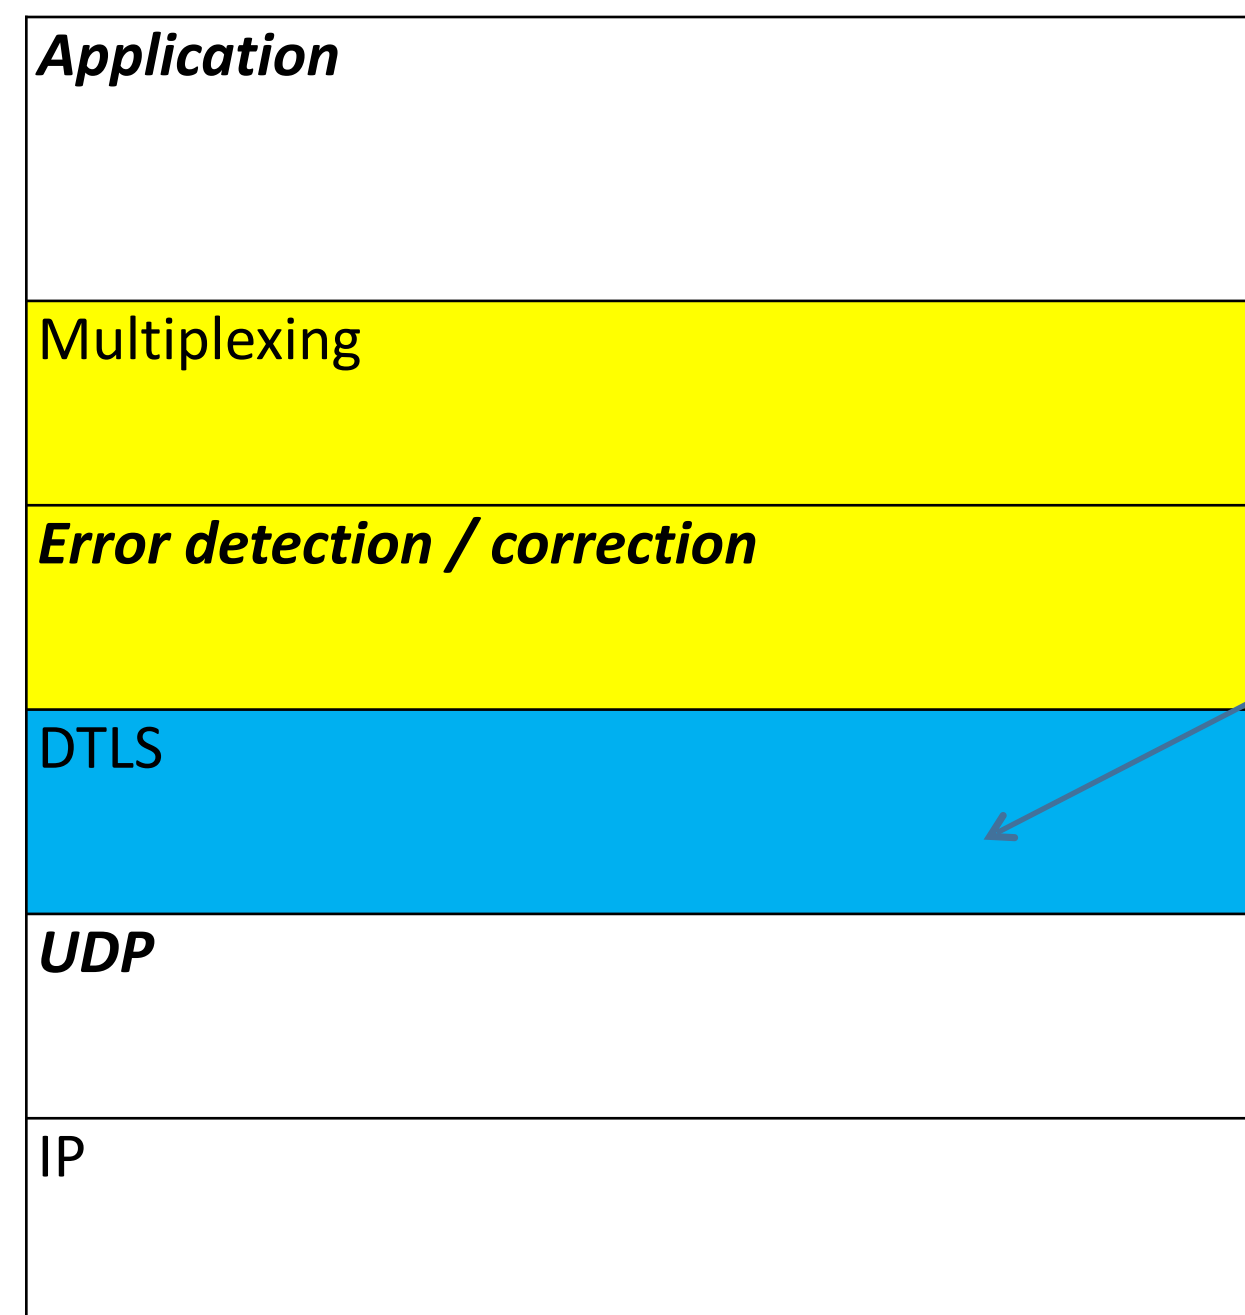 Application
Multiplexing
Error detection / correction
DTLS
UDP
IP